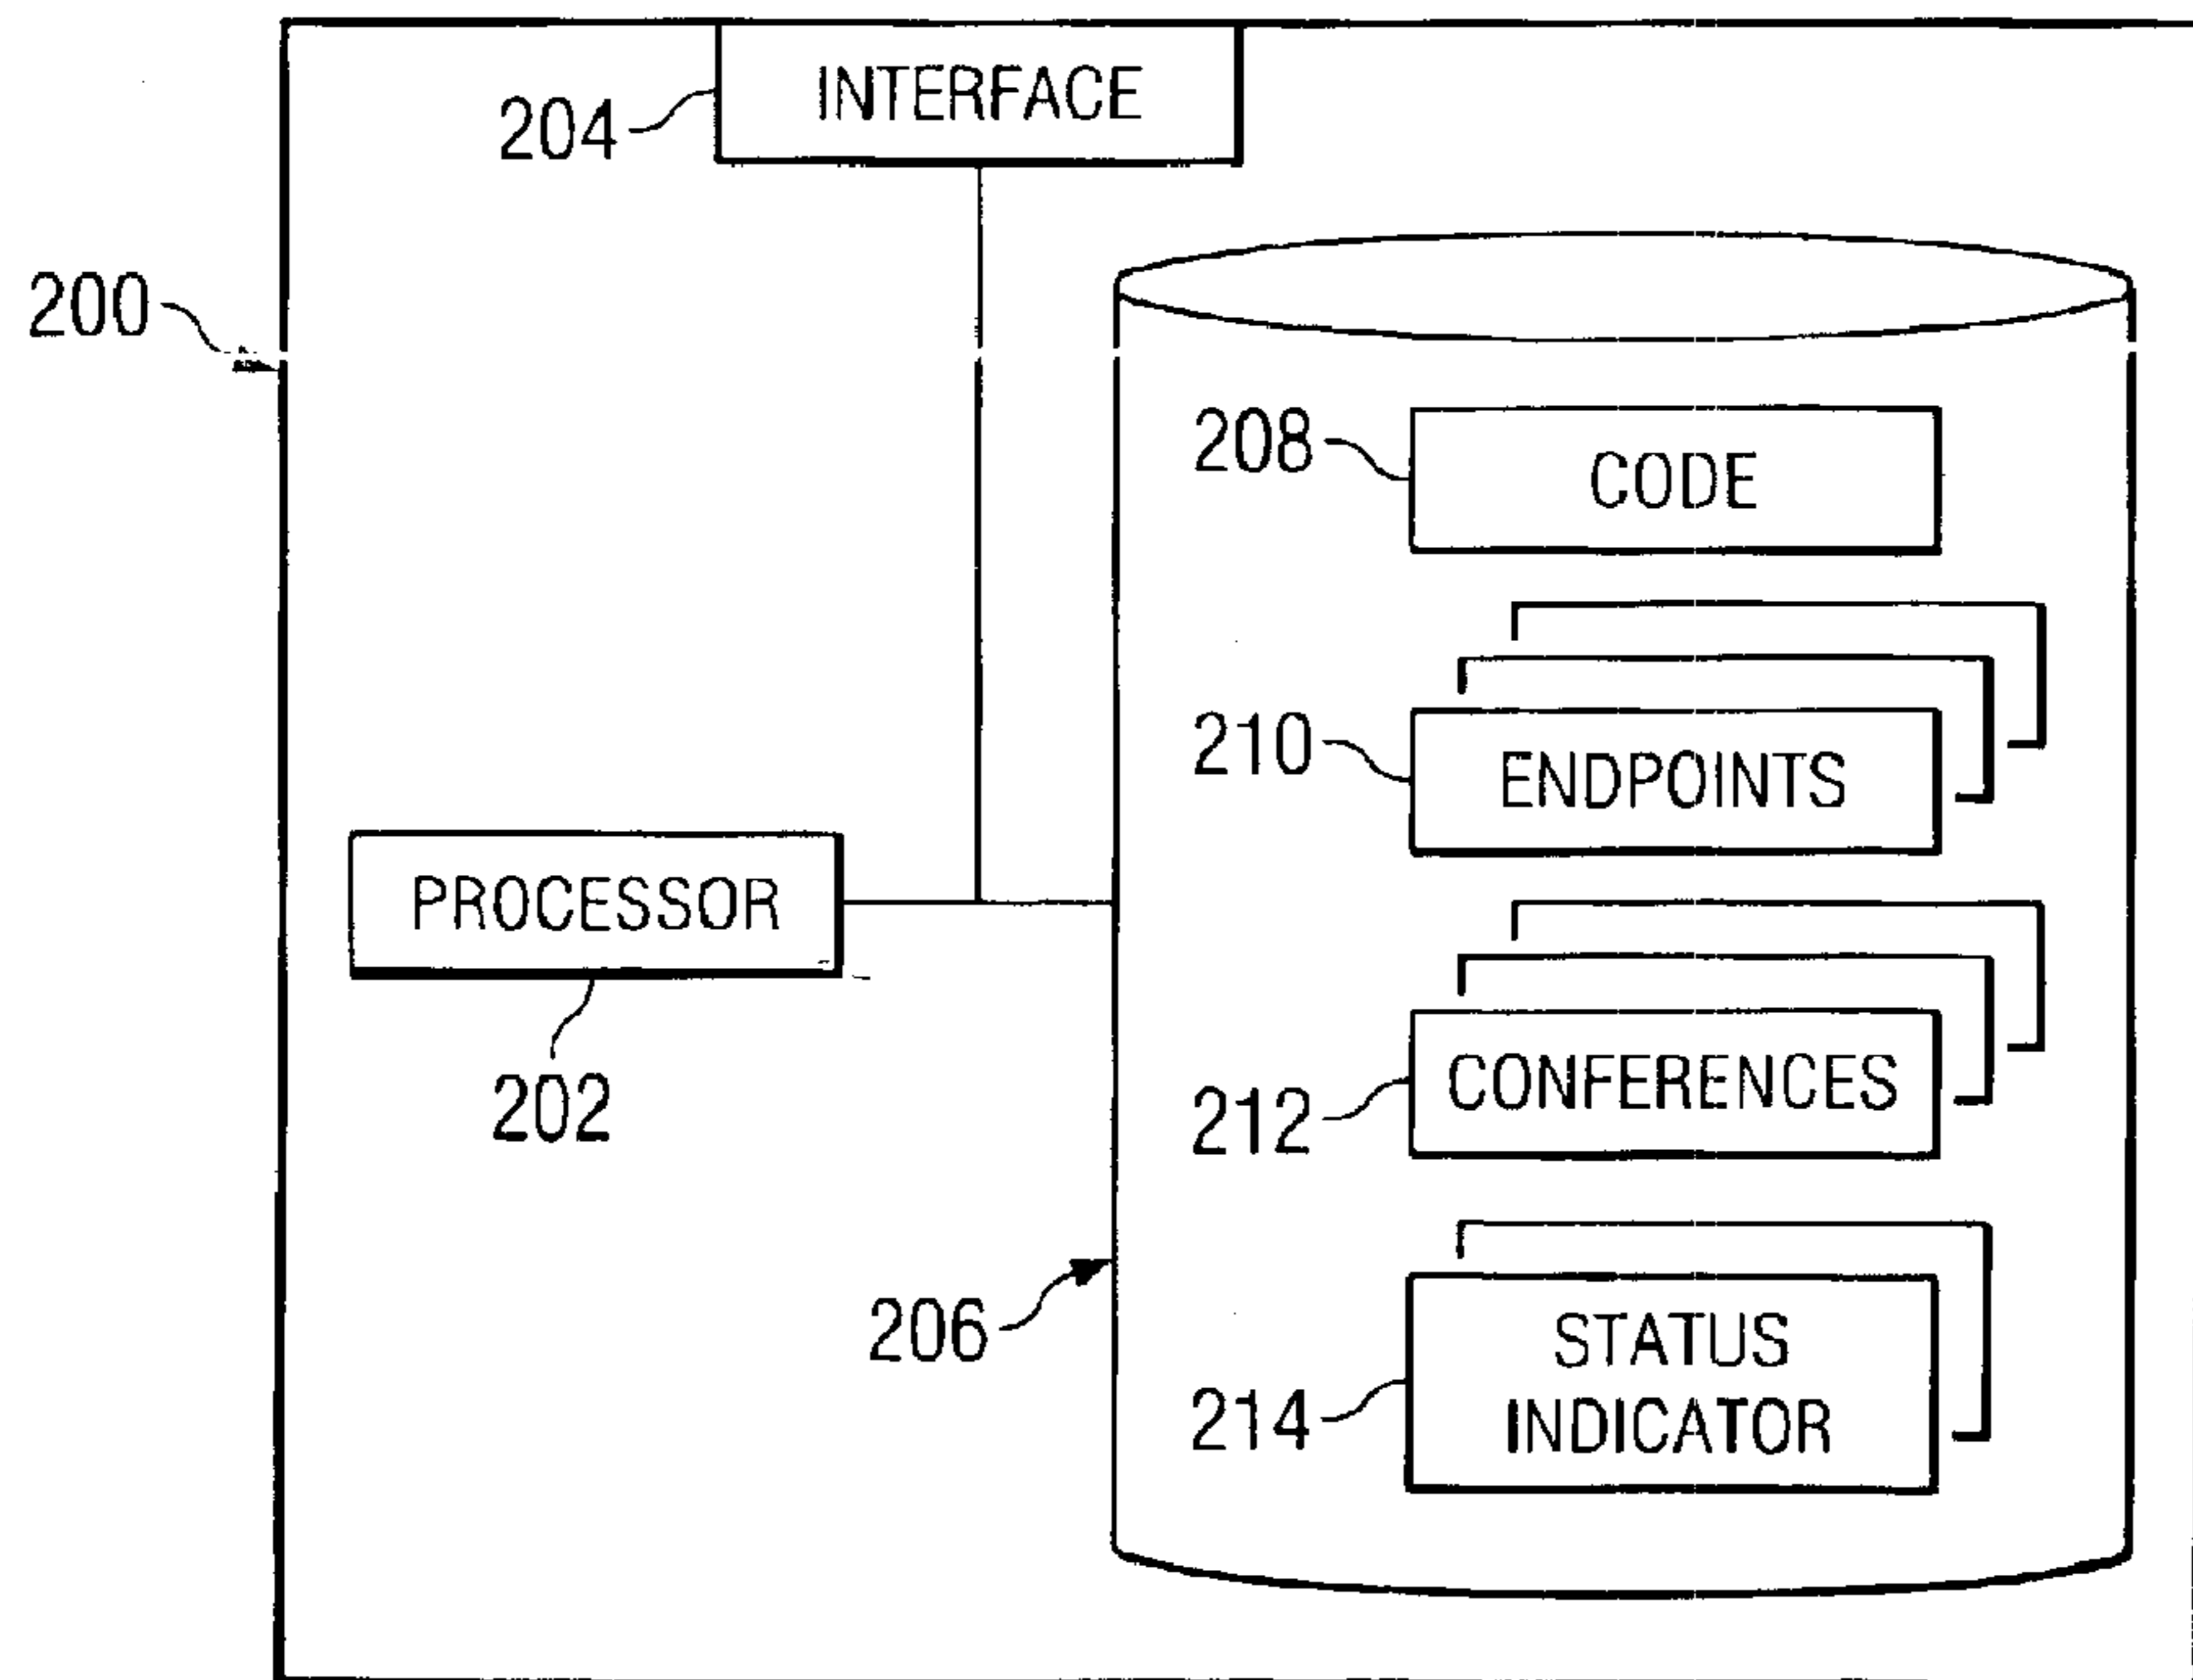 INTERFACE
204
200
208
CODE
210
ENDPOINTS
PROCESSOR
202
212
CONFERENCES
206
214
STATUS
INDICATOR